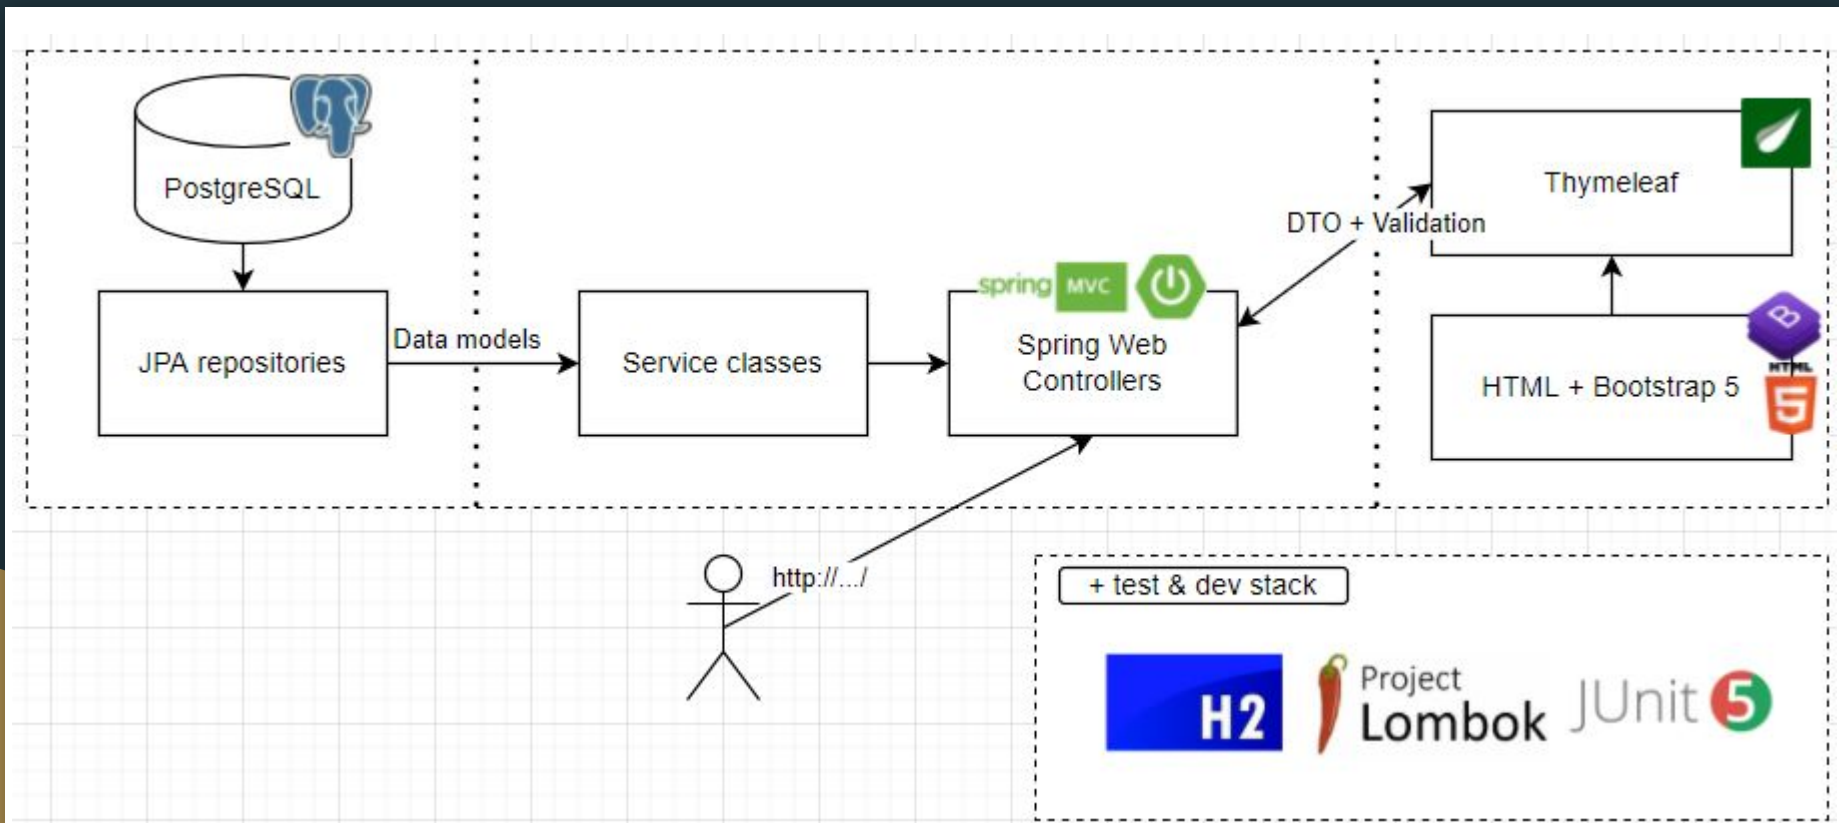 PostgreSQL
JPA repositories
Data models
Service classes
spring MVC
Spring Web
Controllers
DTO + Validation
Thymeleaf
B
HTML
5
HTML + Bootstrap 5
http://.../
+ test & dev stack
H2
Project
Lombok
JUnit 5